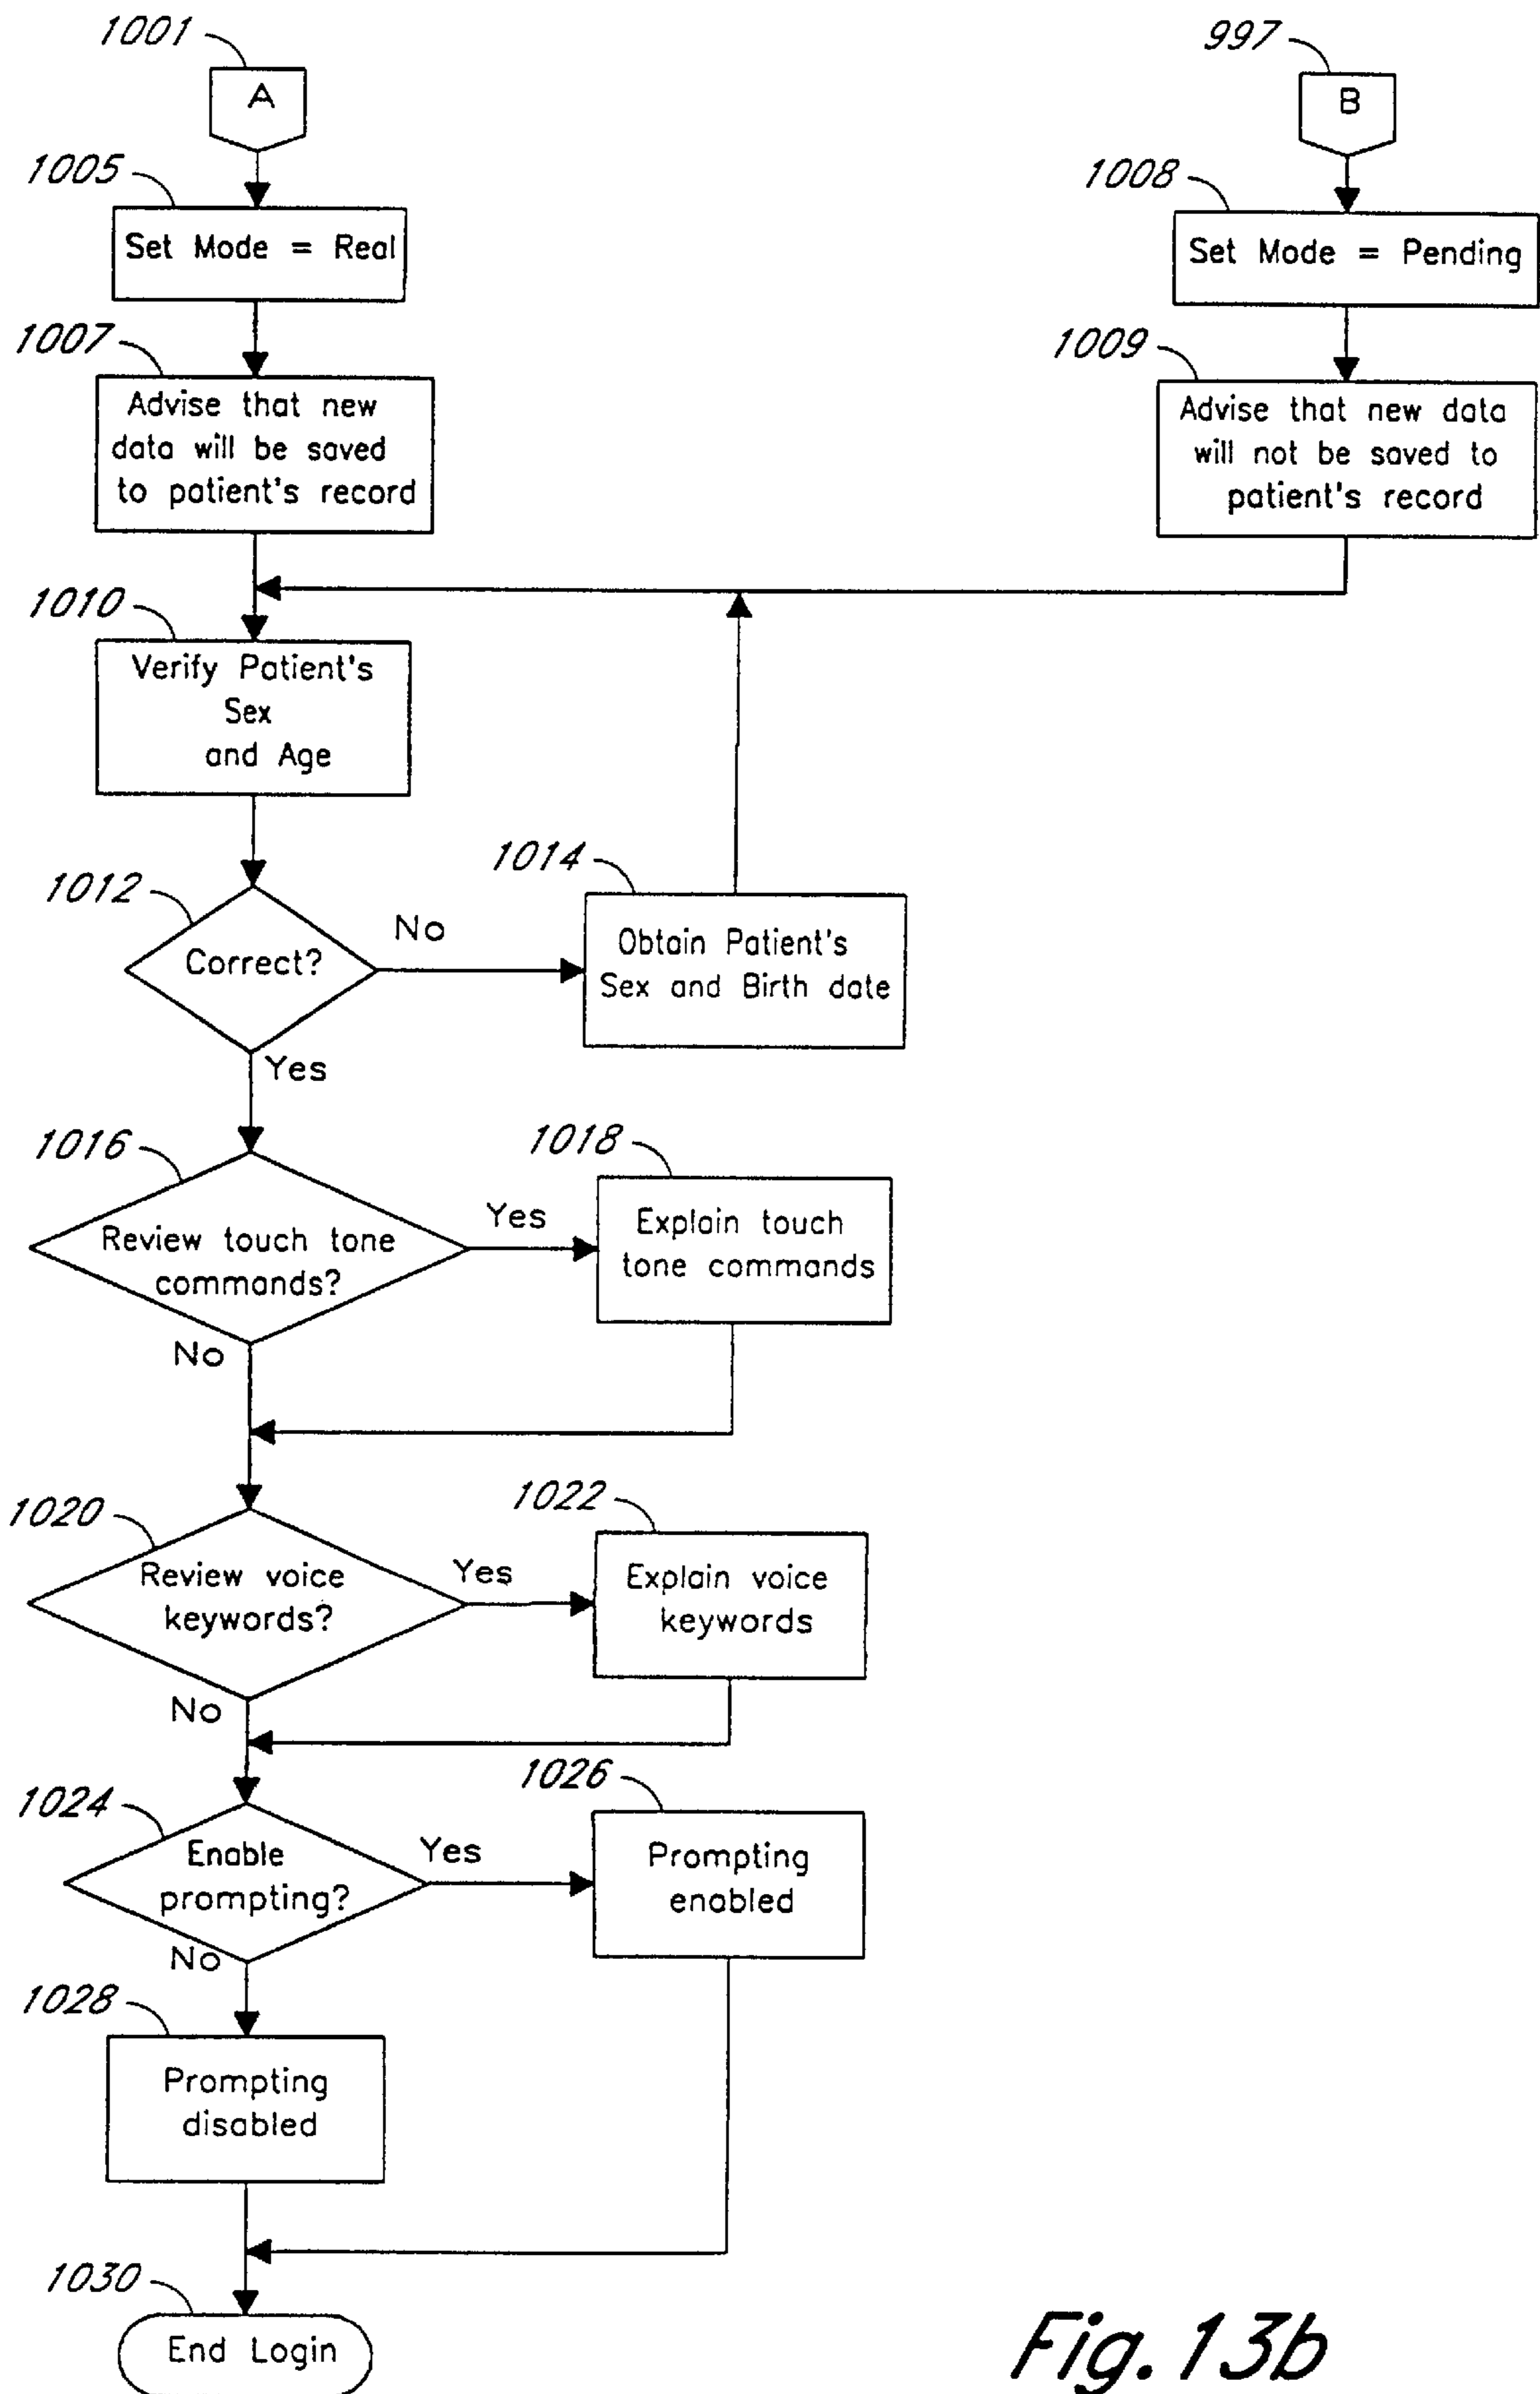 1001
A
997
B
1005
Set Mode = Real
1008
Set Mode = Pending
1007
Advise that new
data will be saved
to patient's record
1009
Advise that new data
will not be saved to
patient's record
1010
Verify Patient's
Sex
and Age
1012
Correct?
No
1014
Obtain Patient's
Sex and Birth date
Yes
1016
Review touch tone
commands?
Yes
1018
Explain touch
tone commands
No
1020
Review voice
keywords?
Yes
1022
Explain voice
keywords
No
1024
Enable
prompting?
Yes
1026
Prompting
enabled
No
1028
Prompting
disabled
1030
End Login
Fig. 13b